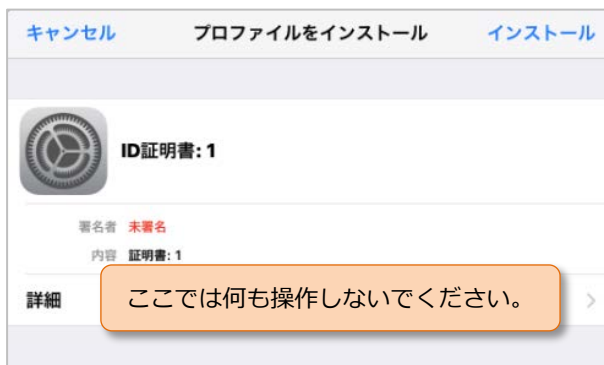 キャンセル プロファイルをインストール インストール
ID証明書: 1
署名者 未署名
内容 証明書: 1
詳細
ここでは何も操作しないでください。